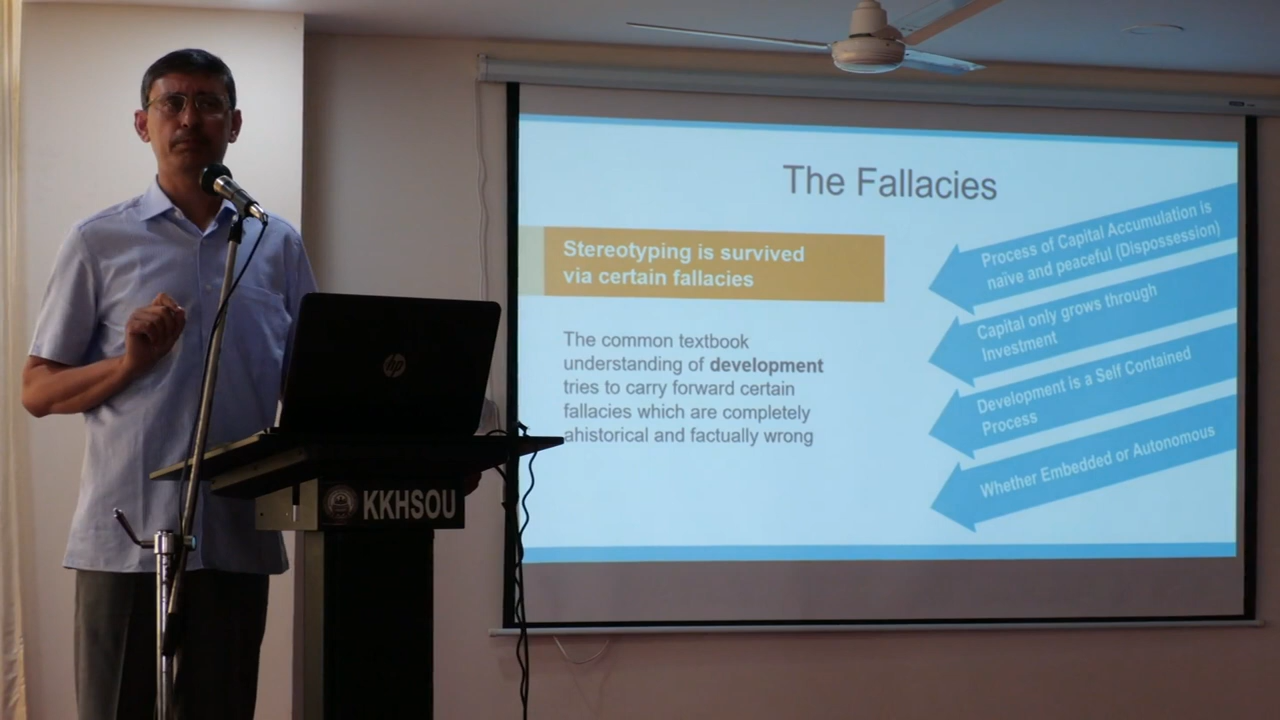 The Fallacies
Stereotyping is survived
via certain fallacies
The common textbook
understanding of development
tries to carry forward certain
fallacies which are completely
ahistorical and factually wrong
Process of Capital Accumulation is
naïve and peaceful (Dispossession)
Capital only grows through
Investment
Development is a Self Contained
Process
Whether Embedded or Autonomous
hp
KKHSOU